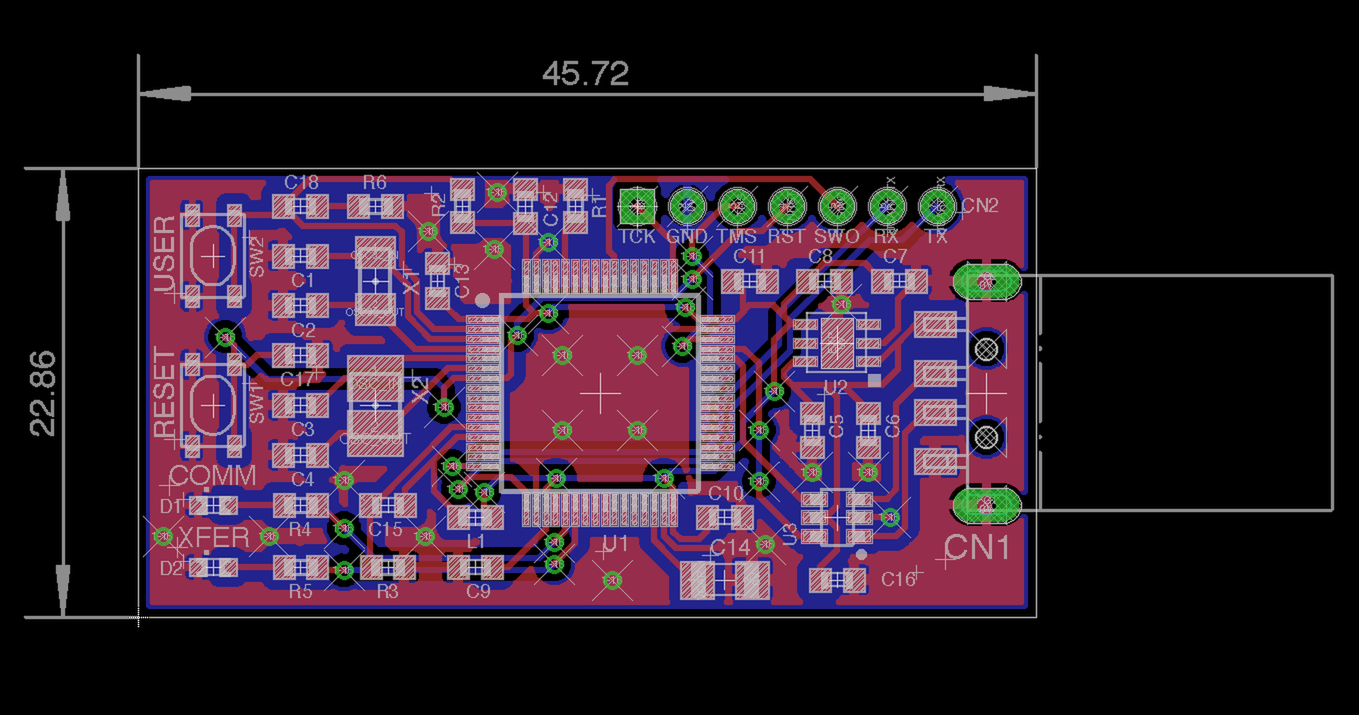 45.72
22.86
C18
R6
R2
C12
R1
CN2
TCK GND TMS RST SWO RX TX
USER
SW2
C1
X1
C13
C11
C8
C7
C2
C17
RESET
SW1
X2
U2
C3
C5
C6
C4
COMM
D1
R4
C15
L1
C10
U3
XFER
U1
C14
CN1
D2
R5
R3
C9
C16